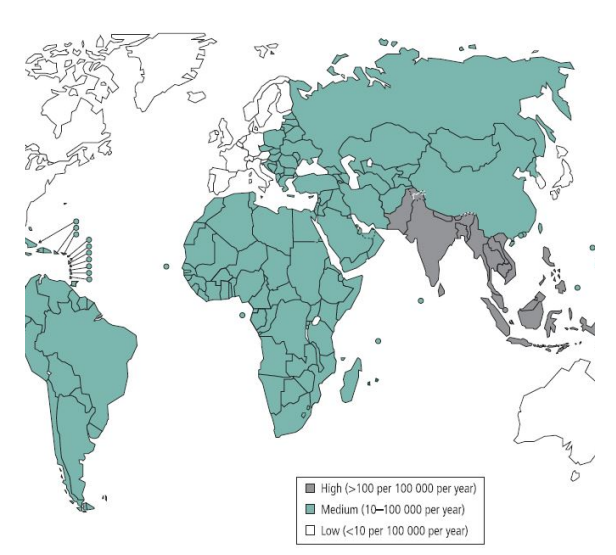 High (>100 per 100 000 per year)
Medium (10–100 000 per year)
Low (<10 per 100 000 per year)